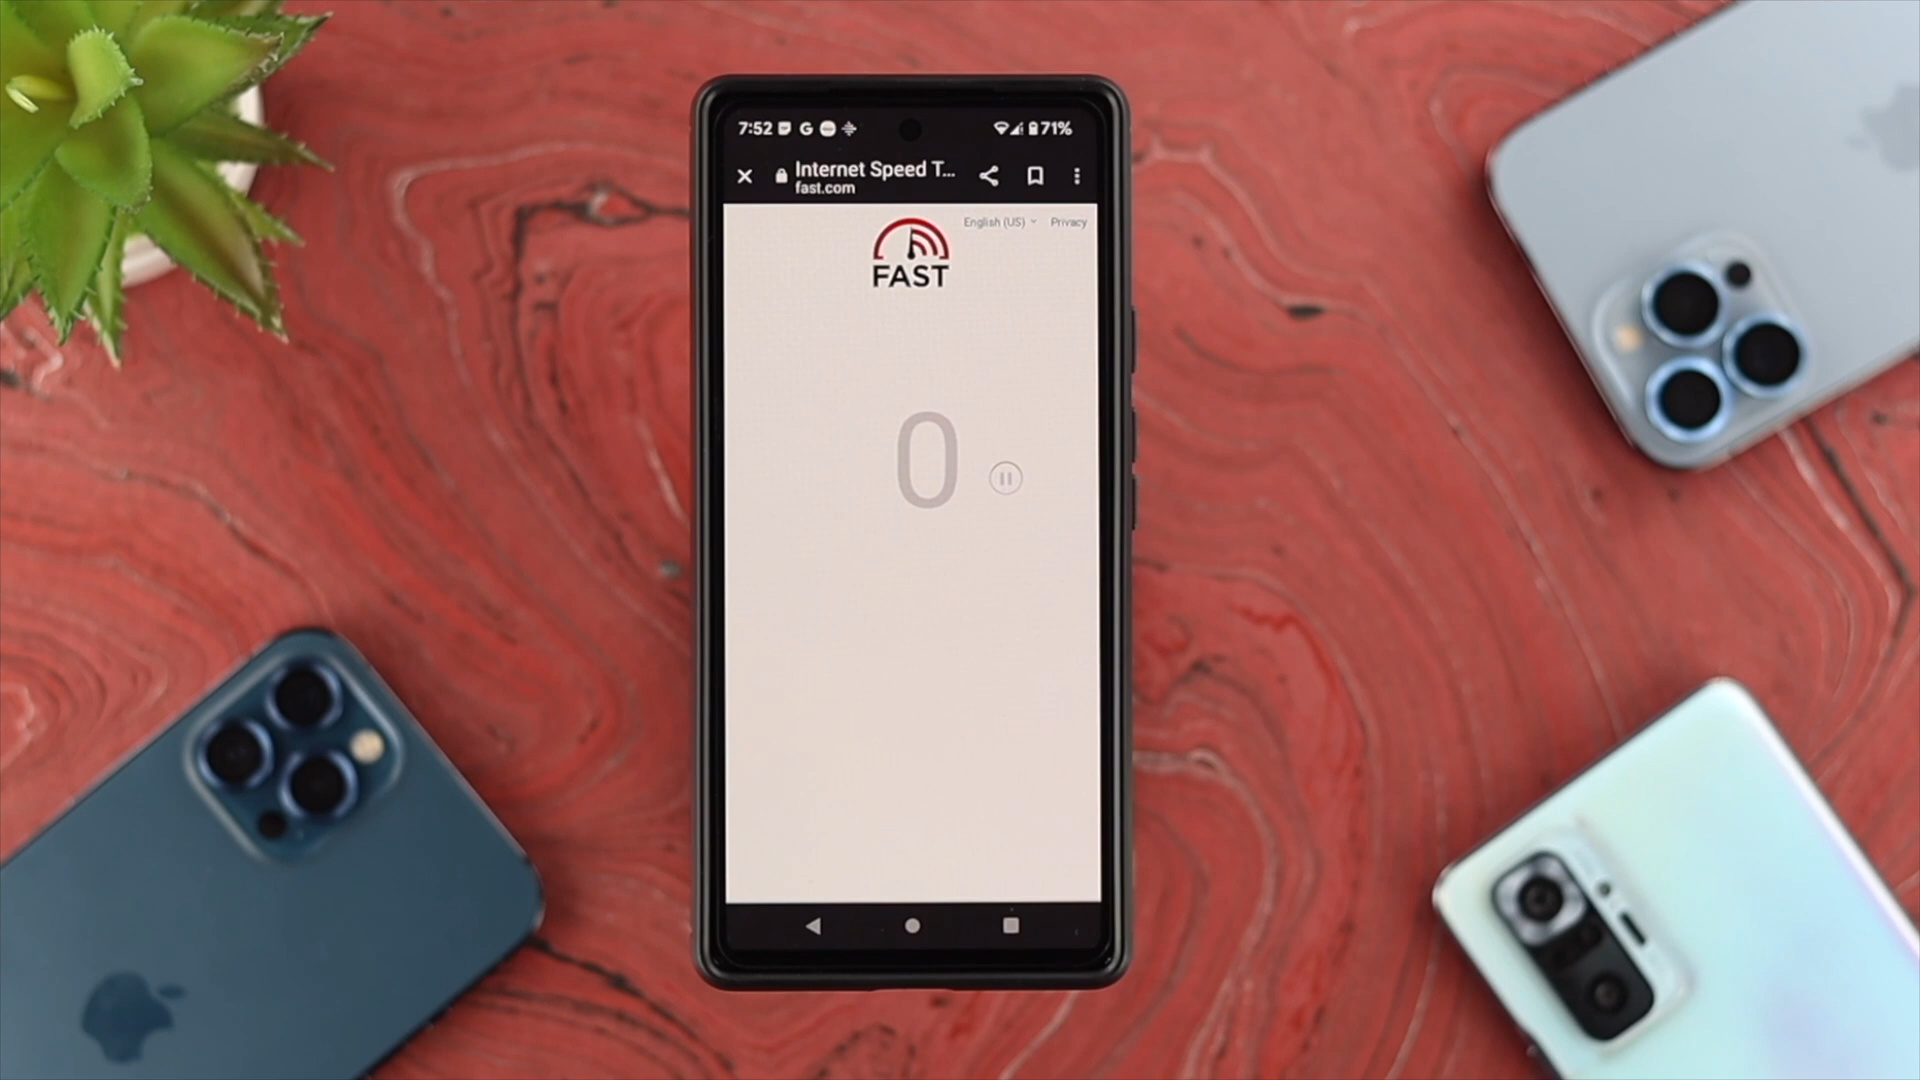 7:52 G 71%
Internet Speed T...
fast.com
English (US) Privacy
FAST
0